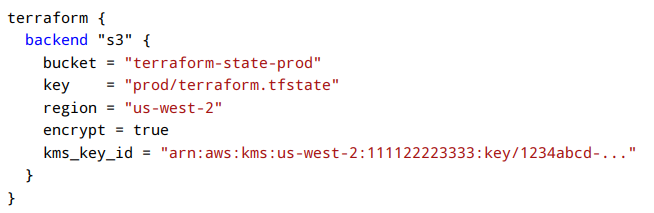 terraform {
  backend "s3" {
    bucket = "terraform-state-prod"
    key    = "prod/terraform.tfstate"
    region = "us-west-2"
    encrypt = true
    kms_key_id = "arn:aws:kms:us-west-2:111122223333:key/1234abcd-..."
  }
}